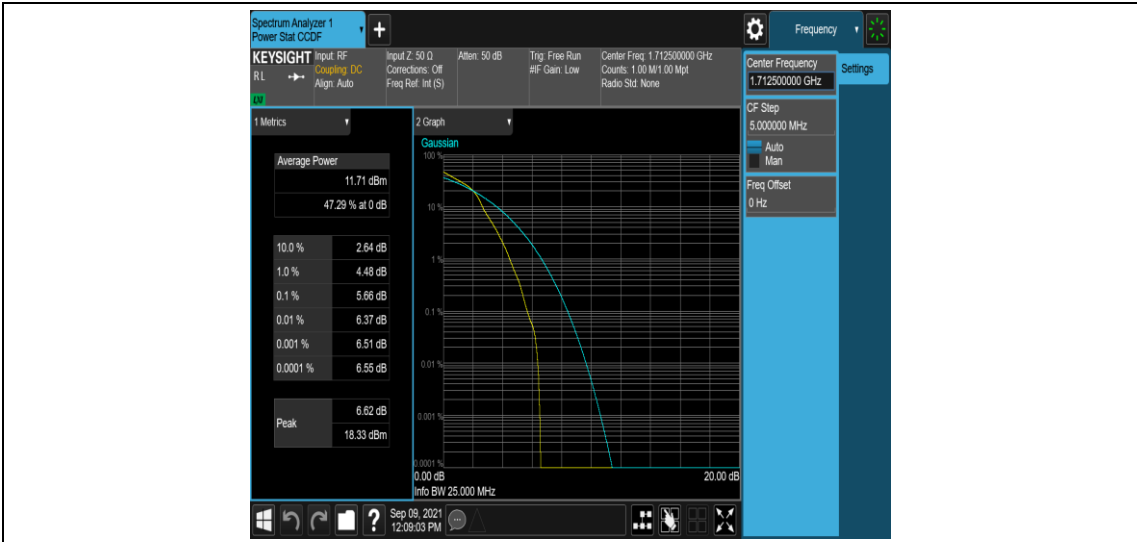 Spectrum Analyzer 1
Power Stat CCDF
+
Frequency
KEYSIGHT
RL
LXI
Input: RF
Coupling: DC
Align: Auto
Input Z: 50 Ω
Corrections: Off
Freq Ref: Int (S)
Atten: 50 dB
Trig: Free Run
#IF Gain: Low
Center Freq: 1.712500000 GHz
Counts: 1.00 M/1.00 Mpt
Radio Std: None
Center Frequency
1.712500000 GHz
Settings
CF Step
5.000000 MHz
Auto
Man
Freq Offset
0 Hz
1 Metrics
Average Power
11.71 dBm
47.29 % at 0 dB
10.0 % 2.64 dB
1.0 % 4.48 dB
0.1 % 5.66 dB
0.01 % 6.37 dB
0.001 % 6.51 dB
0.0001 % 6.55 dB
Peak
6.62 dB
18.33 dBm
2 Graph
Gaussian
100 %
10 %
1 %
0.1 %
0.01 %
0.001 %
0.0001 %
0.00 dB 20.00 dB
Info BW 25.000 MHz
?
Sep 09, 2021
12:09:03 PM